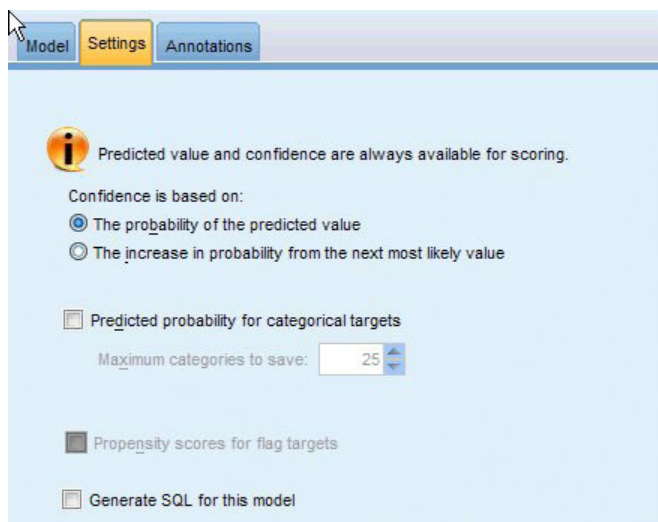 Model Settings Annotations
Predicted value and confidence are always available for scoring.
Confidence is based on:
The probability of the predicted value
The increase in probability from the next most likely value
Predicted probability for categorical targets
Maximum categories to save: 25
Propensity scores for flag targets
Generate SQL for this model